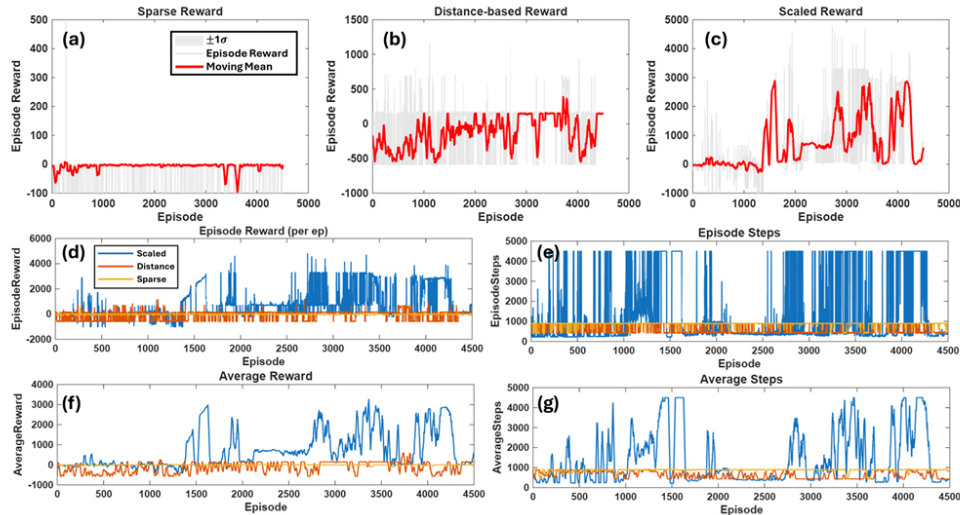 Sparse Reward
(a)
±1σ
Episode Reward
Moving Mean
Episode Reward
500
400
300
200
100
0
-100
0 1000 2000 3000 4000 5000
Episode
Distance-based Reward
(b)
Episode Reward
1500
1000
500
0
-500
-1000
0 1000 2000 3000 4000 5000
Episode
Scaled Reward
(c)
Episode Reward
5000
4000
3000
2000
1000
0
-1000
0 1000 2000 3000 4000 5000
Episode
Episode Reward (per ep)
(d)
Scaled
Distance
Sparse
EpisodeReward
6000
4000
2000
0
-2000
0 500 1000 1500 2000 2500 3000 3500 4000 4500
Episode
Episode Steps
(e)
EpisodeSteps
5000
4000
3000
2000
1000
0
0 500 1000 1500 2000 2500 3000 3500 4000 4500
Episode
Average Reward
(f)
AverageReward
4000
3000
2000
1000
0
-1000
0 500 1000 1500 2000 2500 3000 3500 4000 4500
Episode
Average Steps
(g)
AverageSteps
5000
4000
3000
2000
1000
0
0 500 1000 1500 2000 2500 3000 3500 4000 4500
Episode